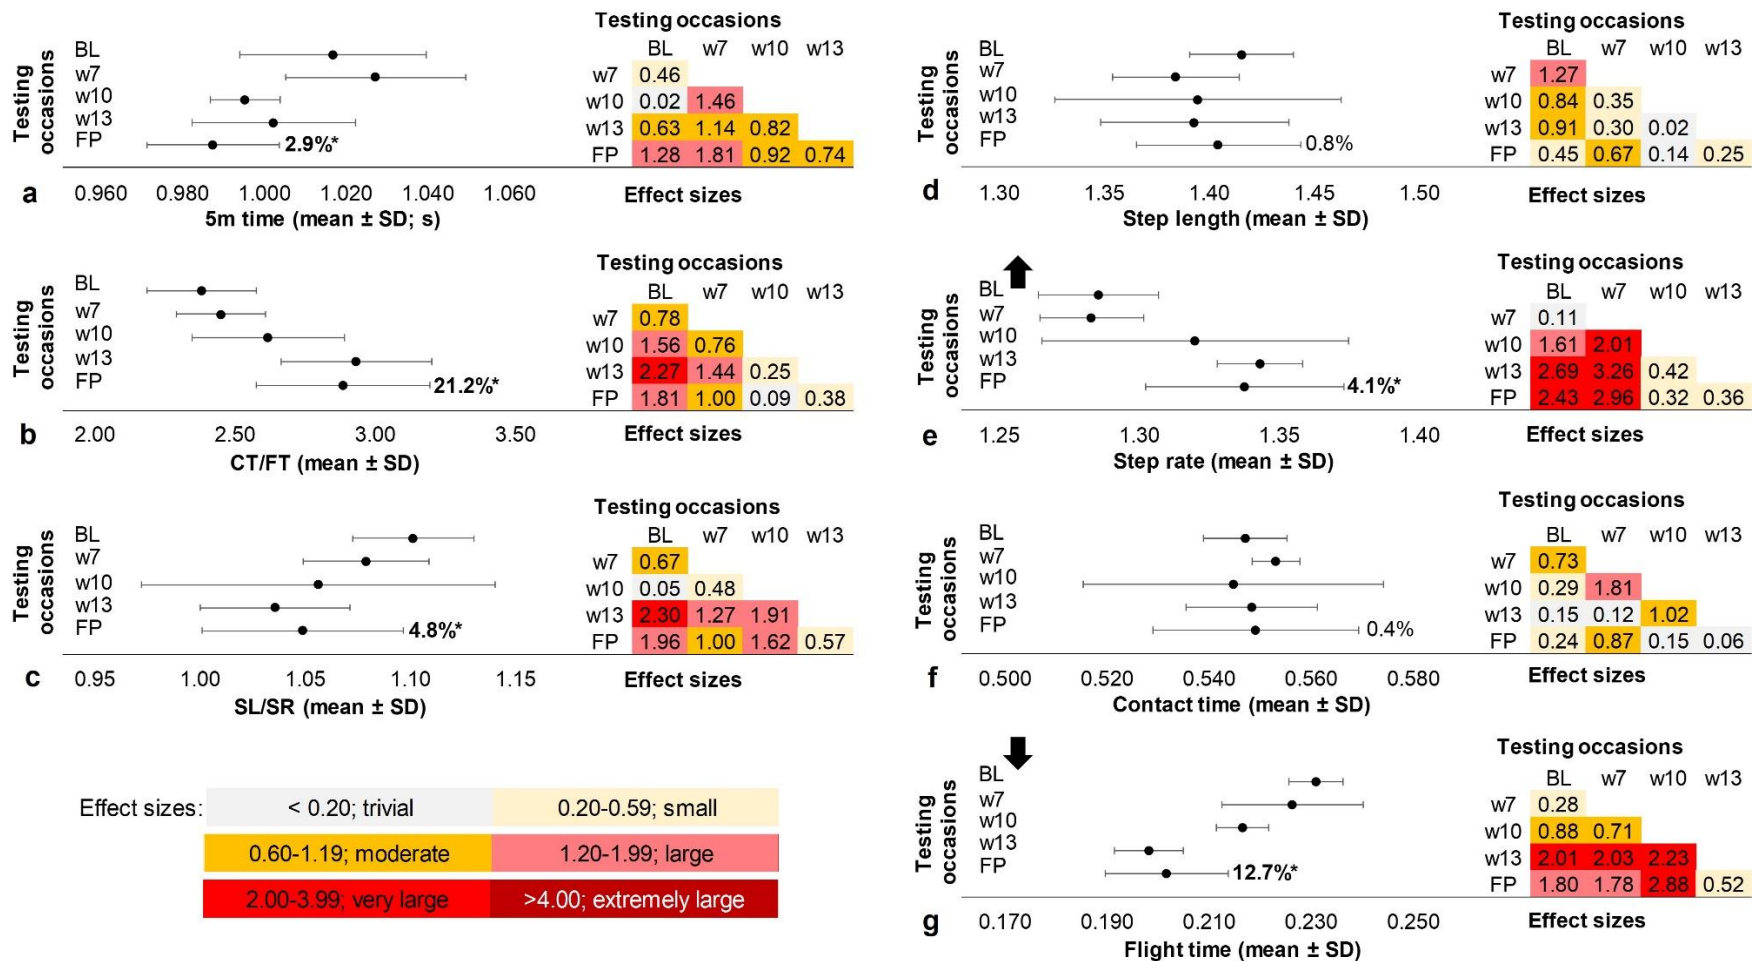 Testing occasions
BL w7 w10 w13
Testing occasions
BL
w7
w10
w13
FP
2.9%*
w7 0.46
w10 0.02 1.46
w13 0.63 1.14 0.82
FP 1.28 1.81 0.92 0.74
a
0.960 0.980 1.000 1.020 1.040 1.060
5m time (mean ± SD; s)
Effect sizes
Testing occasions
BL w7 w10 w13
Testing occasions
BL
w7
w10
w13
FP
21.2%*
w7 0.78
w10 1.56 0.76
w13 2.27 1.44 0.25
FP 1.81 1.00 0.09 0.38
b
2.00 2.50 3.00 3.50
CT/FT (mean ± SD)
Effect sizes
Testing occasions
BL w7 w10 w13
Testing occasions
BL
w7
w10
w13
FP
4.8%*
w7 0.67
w10 0.05 0.48
w13 2.30 1.27 1.91
FP 1.96 1.00 1.62 0.57
c
0.95 1.00 1.05 1.10 1.15
SL/SR (mean ± SD)
Effect sizes
Effect sizes:
< 0.20; trivial
0.20-0.59; small
0.60-1.19; moderate
1.20-1.99; large
2.00-3.99; very large
>4.00; extremely large
Testing occasions
BL w7 w10 w13
Testing occasions
BL
w7
w10
w13
FP
0.8%
w7 1.27
w10 0.84 0.35
w13 0.91 0.30 0.02
FP 0.45 0.67 0.14 0.25
d
1.30 1.35 1.40 1.45 1.50
Step length (mean ± SD)
Effect sizes
Testing occasions
BL w7 w10 w13
Testing occasions
BL
w7
w10
w13
FP
4.1%*
w7 0.11
w10 1.61 2.01
w13 2.69 3.26 0.42
FP 2.43 2.96 0.32 0.36
e
1.25 1.30 1.35 1.40
Step rate (mean ± SD)
Effect sizes
Testing occasions
BL w7 w10 w13
Testing occasions
BL
w7
w10
w13
FP
0.4%
w7 0.73
w10 0.29 1.81
w13 0.15 0.12 1.02
FP 0.24 0.87 0.15 0.06
f
0.500 0.520 0.540 0.560 0.580
Contact time (mean ± SD)
Effect sizes
Testing occasions
BL w7 w10 w13
Testing occasions
BL
w7
w10
w13
FP
12.7%*
w7 0.28
w10 0.88 0.71
w13 2.01 2.03 2.23
FP 1.80 1.78 2.88 0.52
g
0.170 0.190 0.210 0.230 0.250
Flight time (mean ± SD)
Effect sizes